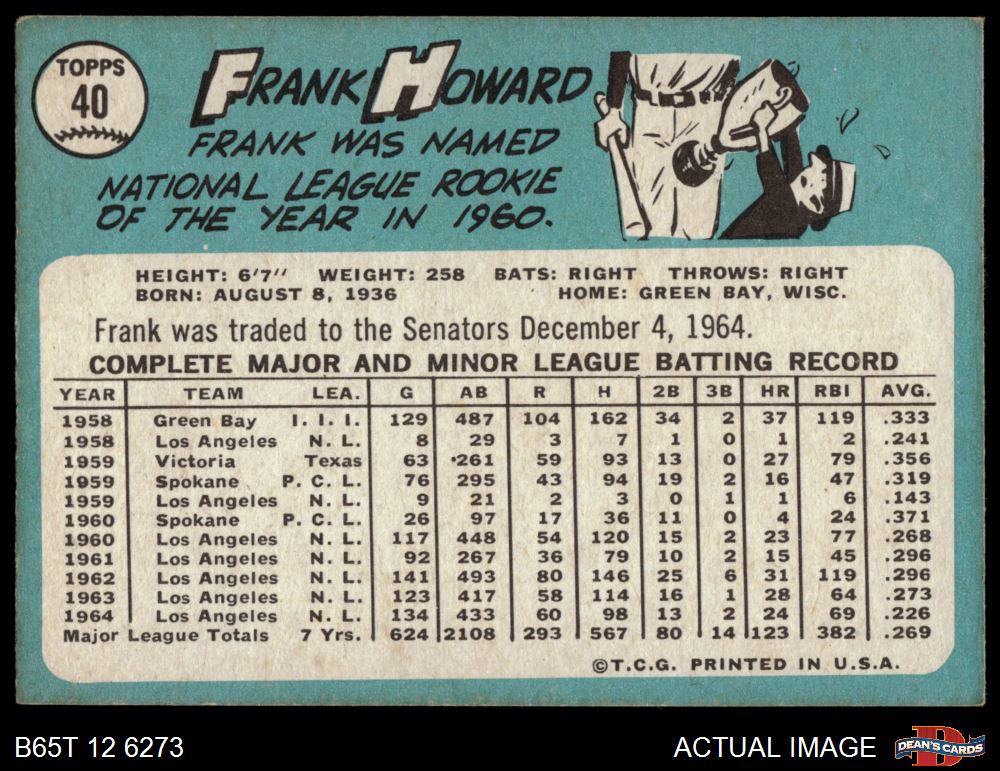 TOPPS
40
FRANK HOWARD
FRANK WAS NAMED
NATIONAL LEAGUE ROOKIE
OF THE YEAR IN 1960.
HEIGHT: 6'7" WEIGHT: 258 BATS: RIGHT THROWS: RIGHT
BORN: AUGUST 8, 1936 HOME: GREEN BAY, WISC.
Frank was traded to the Senators December 4, 1964.
COMPLETE MAJOR AND MINOR LEAGUE BATTING RECORD
YEAR TEAM LEA. G AB R H 2B 3B HR RBI AVG.
1958 Green Bay I. I. I. 129 487 104 162 34 2 37 119 .333
1958 Los Angeles N. L. 8 29 3 7 1 0 1 2 .241
1959 Victoria Texas 63 261 59 93 13 0 27 79 .356
1959 Spokane P. C. L. 76 295 43 94 19 2 16 47 .319
1959 Los Angeles N. L. 9 21 2 3 0 1 1 6 .143
1960 Spokane P. C. L. 26 97 17 36 11 0 4 24 .371
1960 Los Angeles N. L. 117 448 54 120 15 2 23 77 .268
1961 Los Angeles N. L. 92 267 36 79 10 2 15 45 .296
1962 Los Angeles N. L. 141 493 80 146 25 6 31 119 .296
1963 Los Angeles N. L. 123 417 58 114 16 1 28 64 .273
1964 Los Angeles N. L. 134 433 60 98 13 2 24 69 .226
Major League Totals 7 Yrs. 624 2108 293 567 80 14 123 382 .269
©T.C.G. PRINTED IN U.S.A.
B65T 12 6273 ACTUAL IMAGE D DEAN'S CARDS